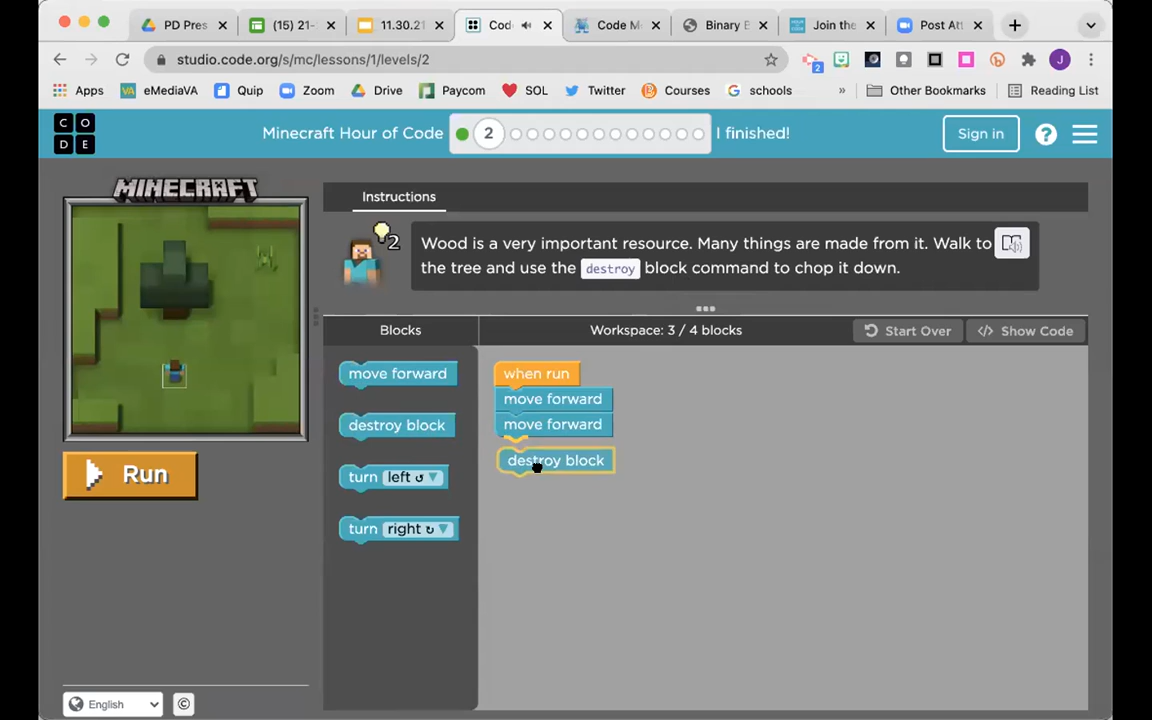 PD Pres
(15) 21-
11.30.21
Cod
Code M
Binary E
Join the
Post Att
studio.code.org/s/mc/lessons/1/levels/2
2
J
Apps
eMediaVA
Quip
Zoom
Drive
Paycom
SOL
Twitter
Courses
schools
»
Other Bookmarks
Reading List
C O
D E
Minecraft Hour of Code
2
I finished!
Sign in
?
MINECRAFT
Instructions
2
Wood is a very important resource. Many things are made from it. Walk to
the tree and use the destroy block command to chop it down.
Blocks
Workspace: 3 / 4 blocks
Start Over
</> Show Code
move forward
destroy block
turn left ↺
turn right ↻
when run
move forward
move forward
destroy block
Run
English
©